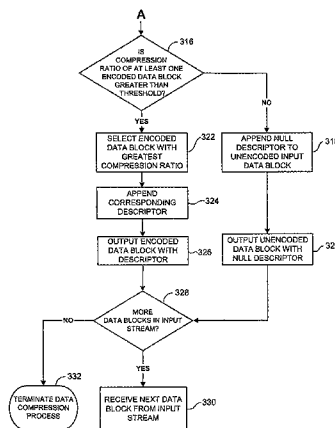 A
316
IS
COMPRESSION
RATIO OF AT LEAST ONE
ENCODED DATA BLOCK
GREATER THAN
THRESHOLD?
NO
YES
322
SELECT ENCODED
DATA BLOCK WITH
GREATEST
COMPRESSION RATIO
APPEND NULL
DESCRIPTOR TO
UNENCODED INPUT
DATA BLOCK
318
324
APPEND
CORRESPONDING
DESCRIPTOR
326
OUTPUT ENCODED
DATA BLOCK WITH
DESCRIPTOR
OUTPUT UNENCODED
DATA BLOCK WITH
NULL DESCRIPTOR
328
MORE
DATA BLOCKS IN INPUT
STREAM?
NO
YES
332
TERMINATE DATA
COMPRESSION
PROCESS
RECEIVE NEXT DATA
BLOCK FROM INPUT
STREAM
330